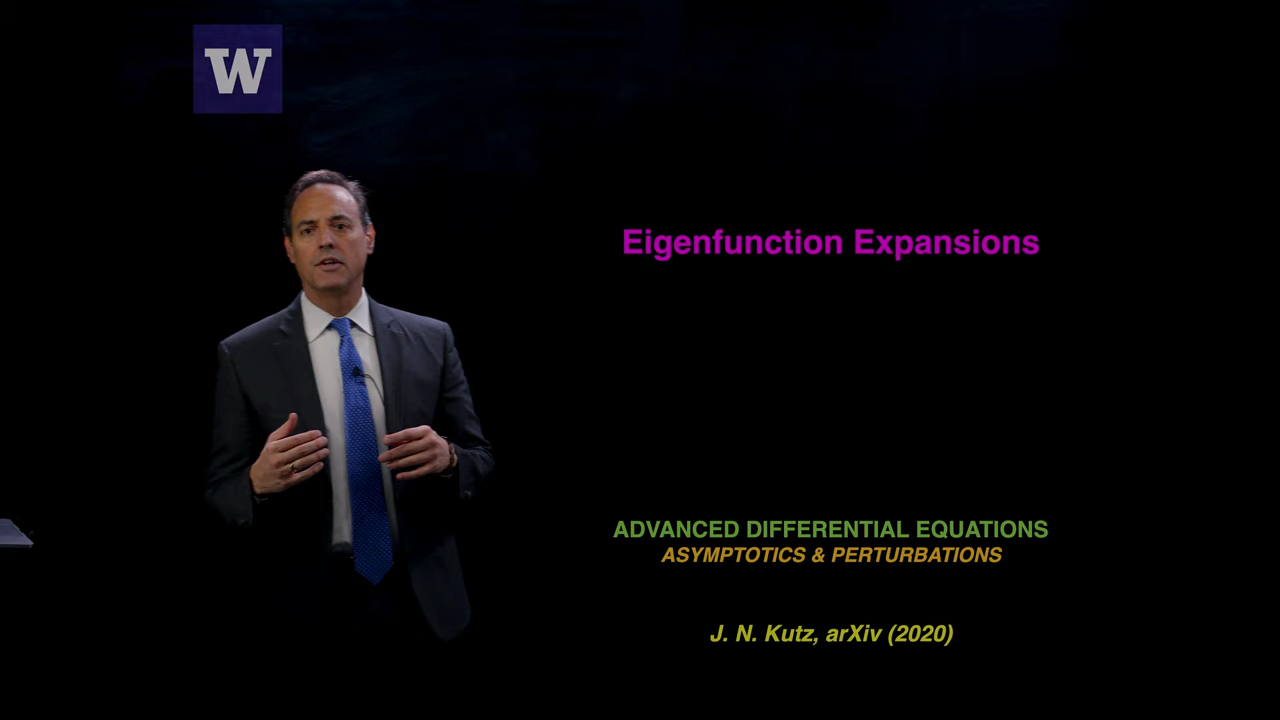 W
Eigenfunction Expansions
ADVANCED DIFFERENTIAL EQUATIONS
ASYMPTOTICS & PERTURBATIONS
J. N. Kutz, arXiv (2020)